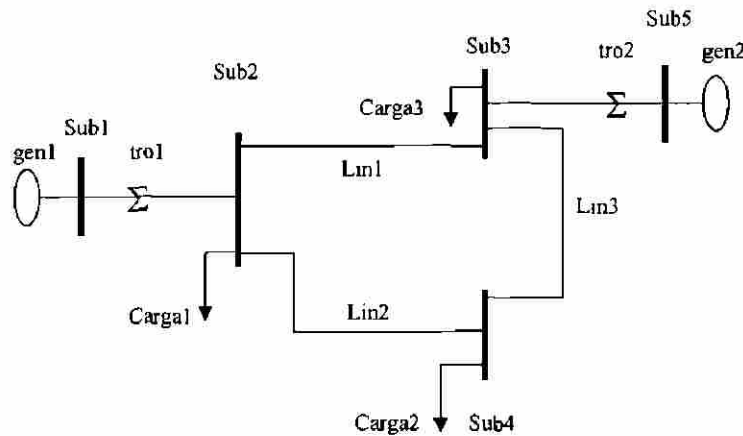 Sub5
Sub3
tro2
gen2
Sub2
Carga3
Sub1
gen1
tro1
Σ
Lin1
Σ
Lin3
Carga1
Lin2
Carga2
Sub4